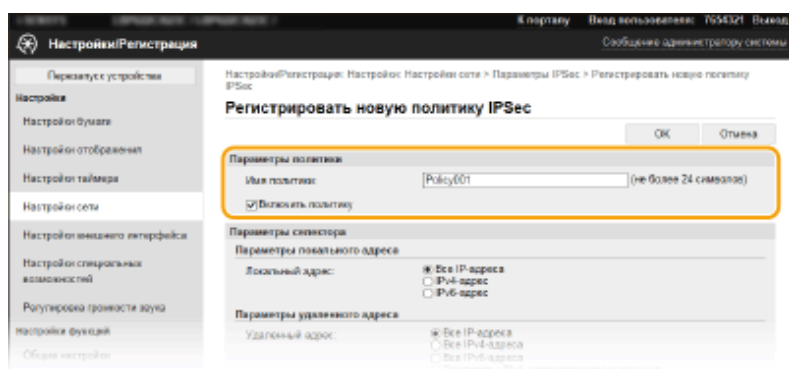 К порталу Вход пользователем: 7654321 Выход
Настройки/Регистрация
Сообщение администратору системы
Перезапуск устройства
Настройки
Настройки бумаги
Настройки отображения
Настройки таймера
Настройки сети
Настройки внешнего интерфейса
Настройки специальных
возможностей
Регулировка громкости звука
Настройки функций
Общие настройки
Настройки/Регистрация: Настройки: Настройки сети > Параметры IPSec > Регистрировать новую политику
IPSec
Регистрировать новую политику IPSec
OK Отмена
Параметры политики
Имя политики: Policy001 (не более 24 символов)
Включить политику
Параметры селектора
Параметры локального адреса
Локальный адрес: Все IP-адреса
IPv4-адрес
IPv6-адрес
Параметры удаленного адреса
Удаленный адрес: Все IP-адреса
Все IPv4-адреса
Все IPv6-адреса